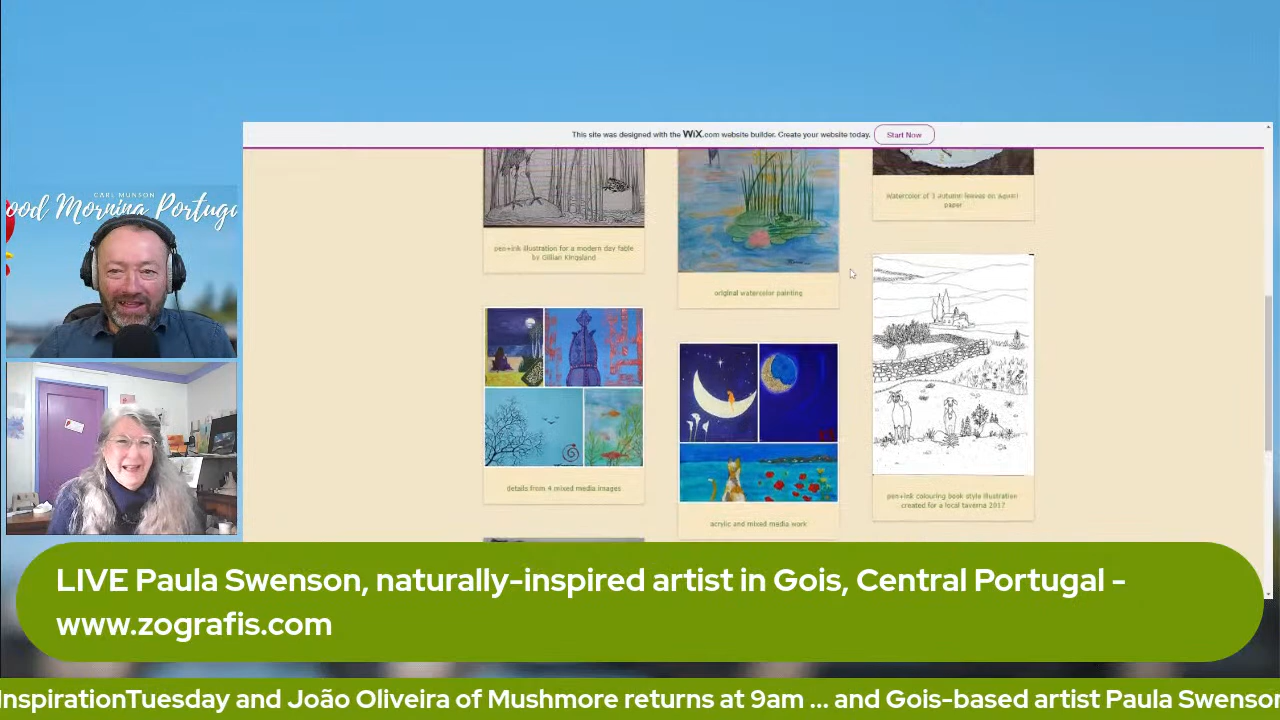 This site was designed with the WiX.com website builder. Create your website today.
Start Now
CARL MUNSON
ood Morning Portug
pen+ink illustration for a modern day fable
by Gillian Kingsland
original watercolor painting
Watercolor of 3 Autumn leaves on
paper
details from 4 mixed media images
acrylic and mixed media work
pen+ink colouring book style illustration
created for a local taverna 2017
LIVE Paula Swenson, naturally-inspired artist in Gois, Central Portugal -
www.zografis.com
InspirationTuesday and João Oliveira of Mushmore returns at 9am ... and Gois-based artist Paula Swenson